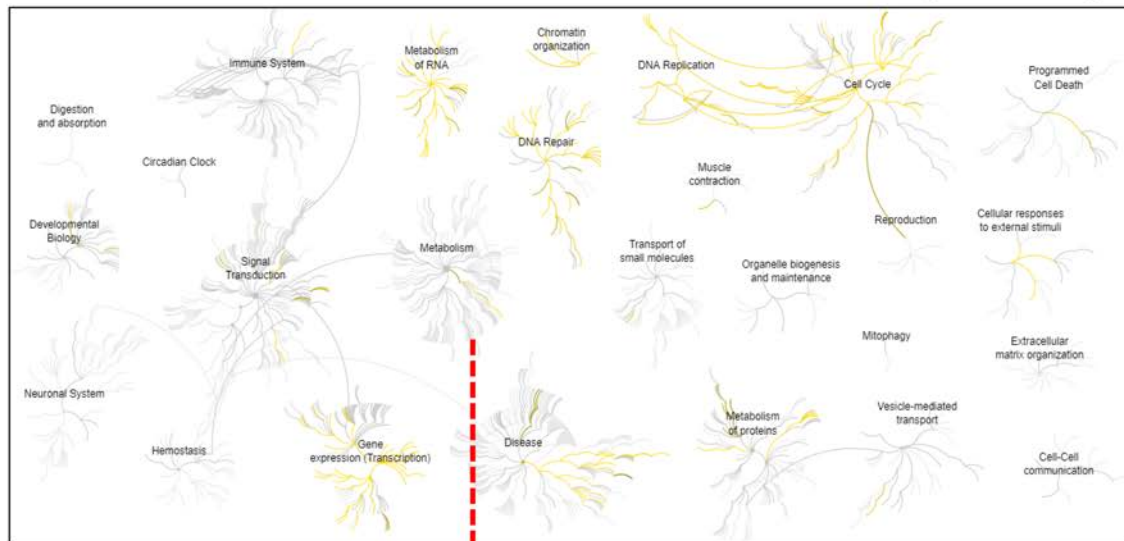 Immune System
Metabolism
of RNA
Chromatin
organization
DNA Replication
Cell Cycle
Programmed
Cell Death
Digestion
and absorption
Circadian Clock
DNA Repair
Muscle
contraction
Developmental
Biology
Signal
Transduction
Metabolism
Transport of
small molecules
Organelle biogenesis
and maintenance
Reproduction
Cellular responses
to external stimuli
Mitophagy
Extracellular
matrix organization
Neuronal System
Hemostasis
Gene
expression (Transcription)
Disease
Metabolism
of proteins
Vesicle-mediated
transport
Cell-Cell
communication